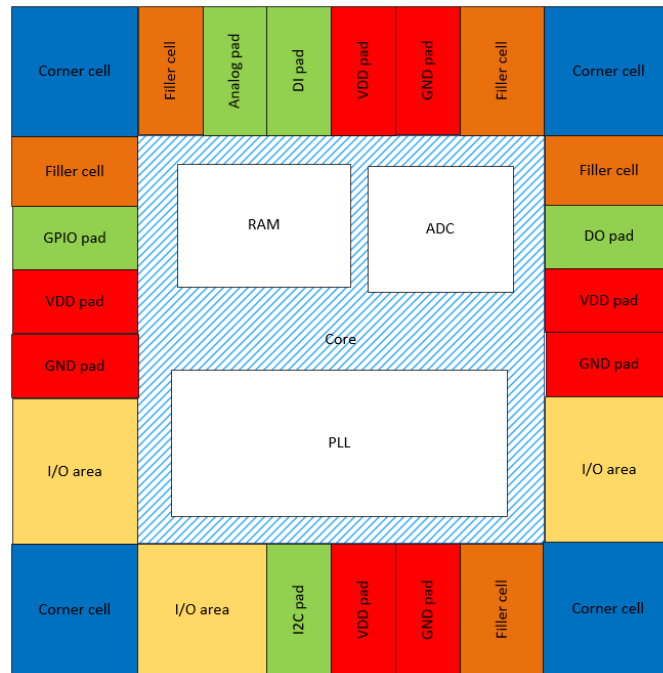 Corner cell
Filler cell
Analog pad
DI pad
VDD pad
GND pad
Filler cell
Corner cell
Filler cell
GPIO pad
VDD pad
GND pad
I/O area
RAM
ADC
Core
PLL
Filler cell
DO pad
VDD pad
GND pad
I/O area
Corner cell
I/O area
I2C pad
VDD pad
GND pad
Filler cell
Corner cell